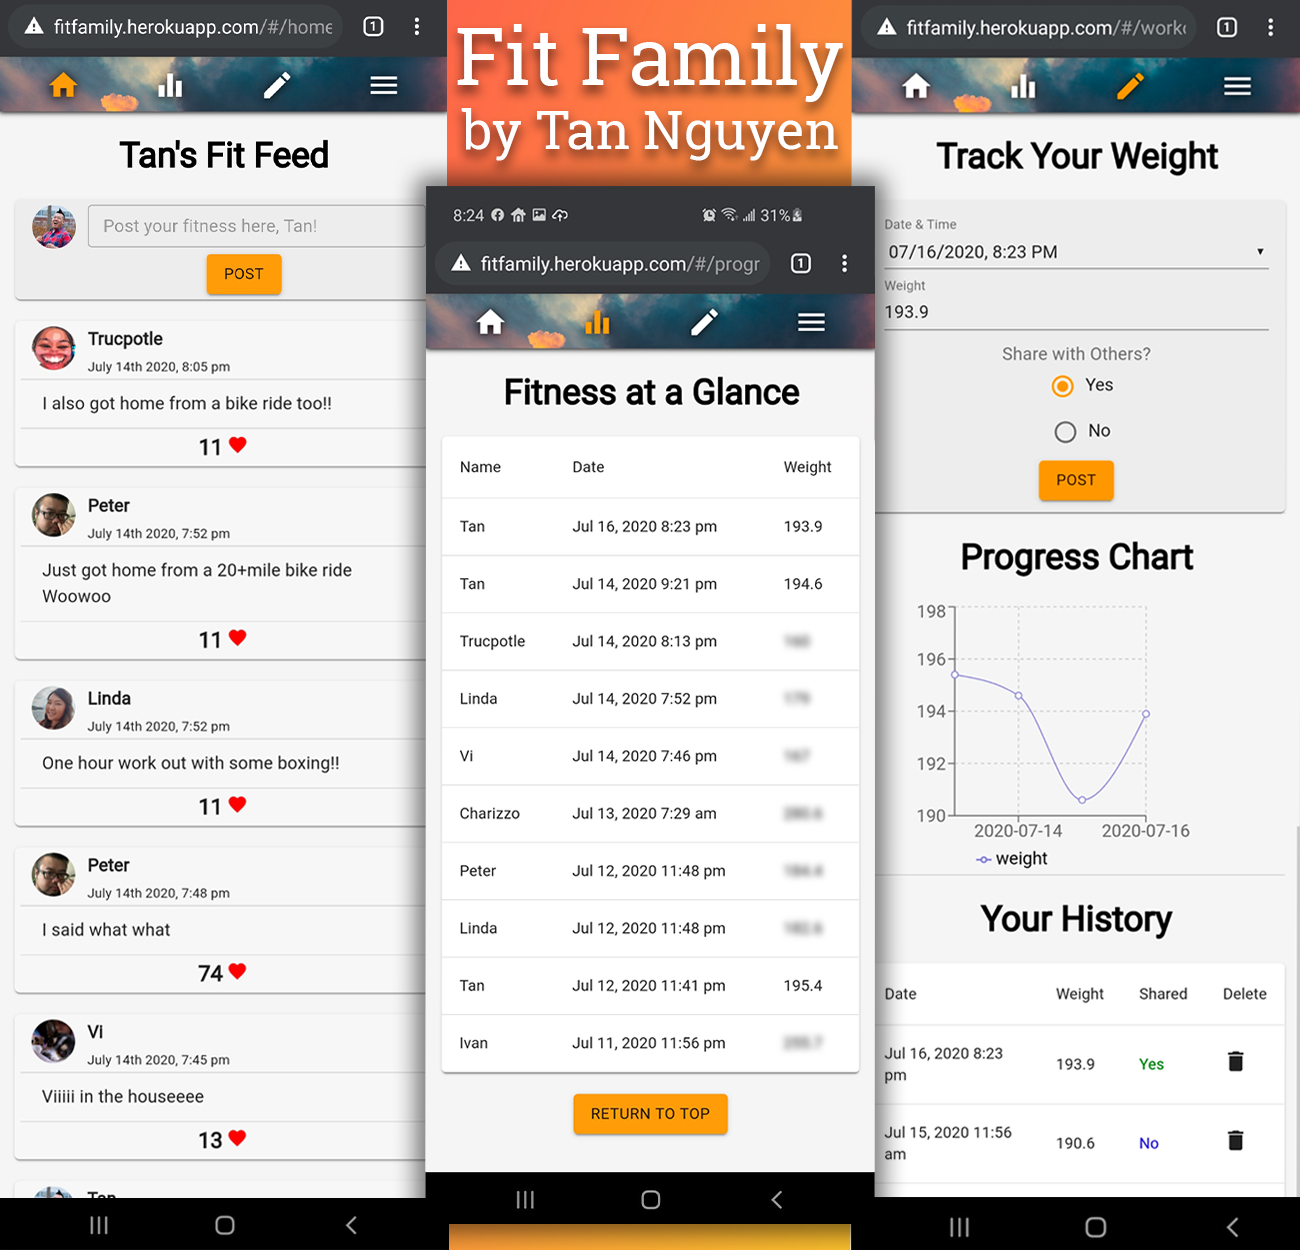 fitfamily.herokuapp.com/#/home
1
Tan's Fit Feed
Post your fitness here, Tan!
POST
Trucpotle
July 14th 2020, 8:05 pm
I also got home from a bike ride too!!
11
Peter
July 14th 2020, 7:52 pm
Just got home from a 20+mile bike ride
Woowoo
11
Linda
July 14th 2020, 7:52 pm
One hour work out with some boxing!!
11
Peter
July 14th 2020, 7:48 pm
I said what what
74
Vi
July 14th 2020, 7:45 pm
Viiiii in the houseeee
13
Fit Family
by Tan Nguyen
8:24
31%
fitfamily.herokuapp.com/#/progr
1
Fitness at a Glance
Name Date Weight
Tan Jul 16, 2020 8:23 pm 193.9
Tan Jul 14, 2020 9:21 pm 194.6
Trucpotle Jul 14, 2020 8:13 pm
Linda Jul 14, 2020 7:52 pm
Vi Jul 14, 2020 7:46 pm
Charizzo Jul 13, 2020 7:29 am
Peter Jul 12, 2020 11:48 pm
Linda Jul 12, 2020 11:48 pm
Tan Jul 12, 2020 11:41 pm 195.4
Ivan Jul 11, 2020 11:56 pm
RETURN TO TOP
fitfamily.herokuapp.com/#/work
1
Track Your Weight
Date & Time
07/16/2020, 8:23 PM
Weight
193.9
Share with Others?
Yes
No
POST
Progress Chart
198
196
194
192
190
2020-07-14 2020-07-16
weight
Your History
Date Weight Shared Delete
Jul 16, 2020 8:23
pm
193.9 Yes
Jul 15, 2020 11:56
am
190.6 No